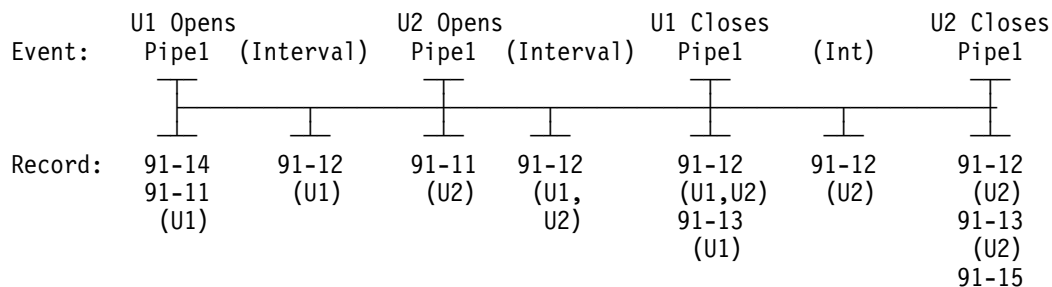 U1 Opens U2 Opens U1 Closes U2 Closes
Event: Pipe1 (Interval) Pipe1 (Interval) Pipe1 (Int) Pipe1
Record: 91-14 91-12 91-11 91-12 91-12 91-12 91-12
91-11 (U1) (U2) (U1, (U1,U2) (U2) (U2)
(U1) U2) 91-13 91-13
(U1) (U2)
91-15